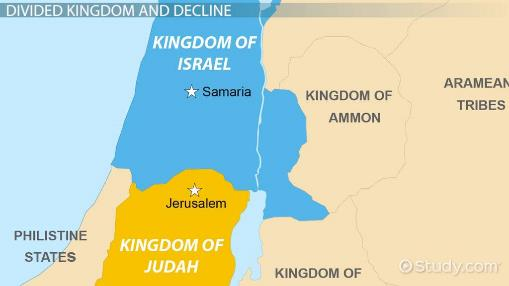 DIVIDED KINGDOM AND DECLINE
KINGDOM OF
ISRAEL
Samaria
KINGDOM OF
AMMON
ARAMEAN
TRIBES
Jerusalem
PHILISTINE
STATES
KINGDOM OF
JUDAH
KINGDOM OF
©Study.com